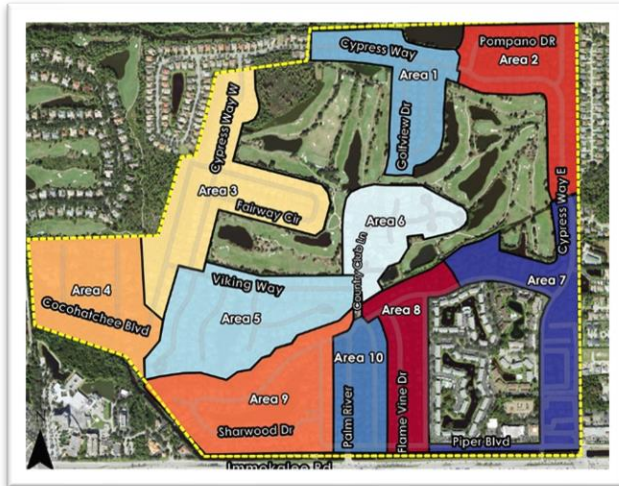 Cypress Way
Area 1
Golfview Dr
Pompano DR
Area 2
Cypress Way W
Area 3
Fairway Cir
Area 6
Country Club Ln
Cypress Way E
Area 7
Area 4
Cocohatchee Blvd
Viking Way
Area 5
Area 8
Area 10
Area 9
Sharwood Dr
Palm River
Flame Vine Dr
Piper Blvd
Immokalee Rd